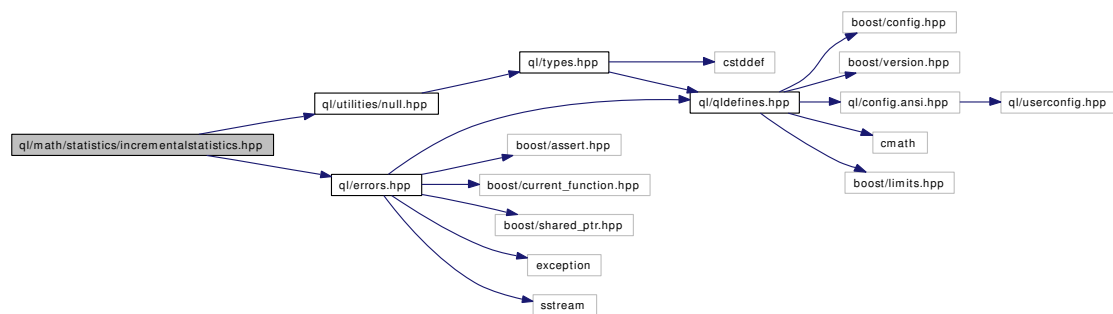 boost/config.hpp
ql/types.hpp
cstddef
boost/version.hpp
ql/utilities/null.hpp
ql/qldefines.hpp
ql/config.ansi.hpp
ql/userconfig.hpp
ql/math/statistics/incrementalstatistics.hpp
boost/assert.hpp
cmath
ql/errors.hpp
boost/current_function.hpp
boost/limits.hpp
boost/shared_ptr.hpp
exception
sstream